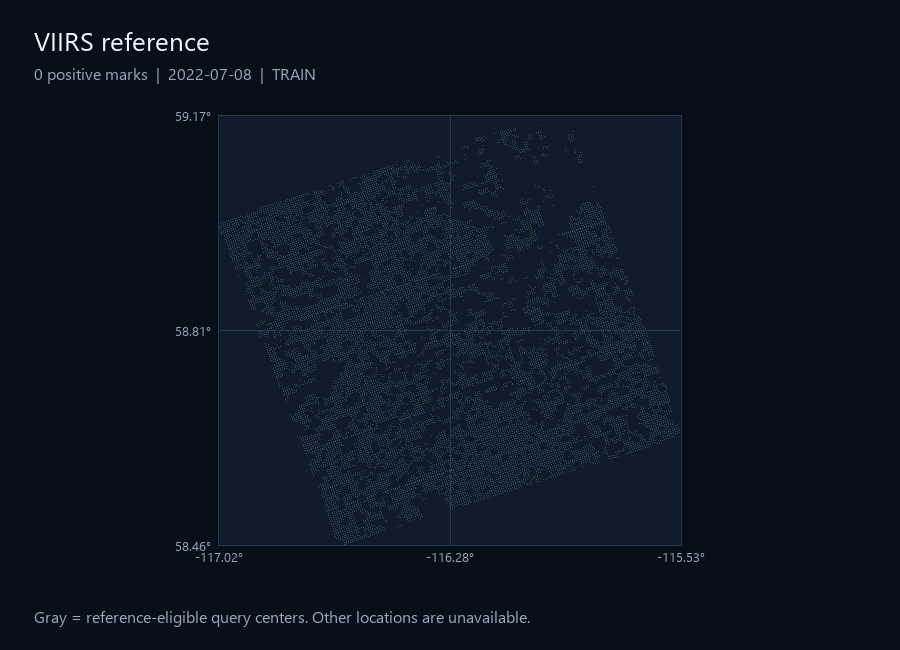 VIIRS reference
0 positive marks | 2022-07-08 | TRAIN
59.17°
58.81°
58.46°
-117.02°
-116.28°
-115.53°
Gray = reference-eligible query centers. Other locations are unavailable.